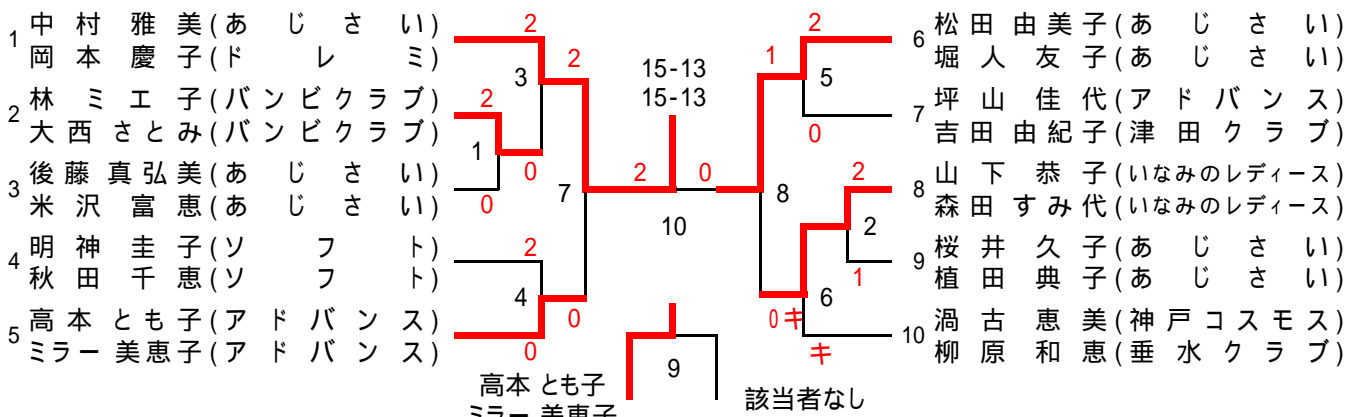 1 中村 雅美(あじさい)
岡本 慶子(ドレミ)
2 林 ミエ子(バンビクラブ)
大西 さとみ(バンビクラブ)
3 後藤 真弘美(あじさい)
米沢 富恵(あじさい)
4 明神 圭子(ソフト)
秋田 千恵(ソフト)
5 高本 とも子(アドバンス)
ミラー 美恵子(アドバンス)
2
3
2
2
1
0
0
7
2
4
0
0
15-13
15-13
2 0
10
9
高本 とも子
ミラー 美恵子
該当者なし
2
1
5
0
8
2
2
1
6
0キ
キ
6 松田 由美子(あじさい)
堀人 友子(あじさい)
7 坪山 佳代(アドバンス)
吉田 由紀子(津田クラブ)
8 山下 恭子(いなみのレディース)
森田 すみ代(いなみのレディース)
9 桜井 久子(あじさい)
植田 典子(あじさい)
10 渦古 恵美(神戸コスモス)
柳原 和恵(垂水クラブ)